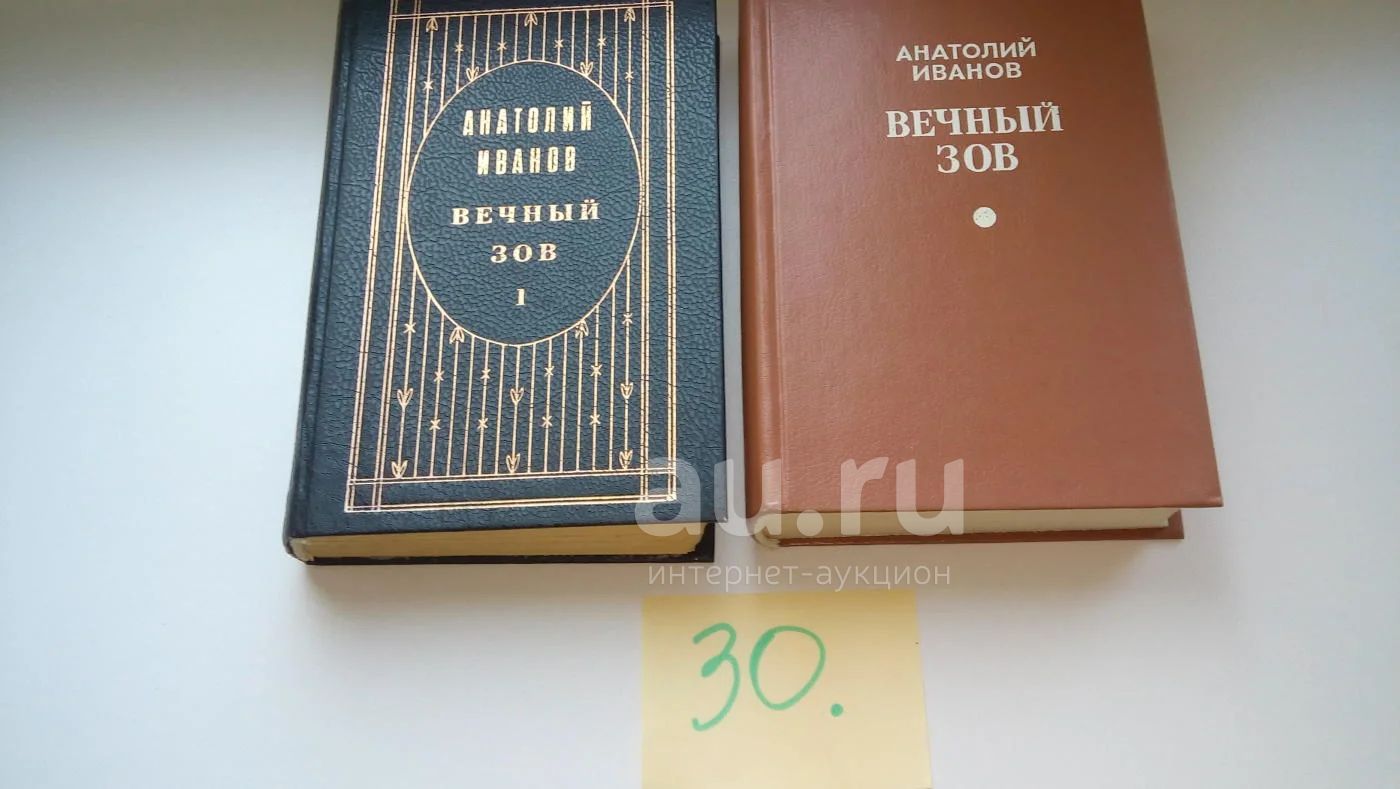 АНАТОЛИЙ
ИВАНОВ
ВЕЧНЫЙ
ЗОВ
1
АНАТОЛИЙ
ИВАНОВ
ВЕЧНЫЙ
ЗОВ
au.ru
интернет-аукцион
30.